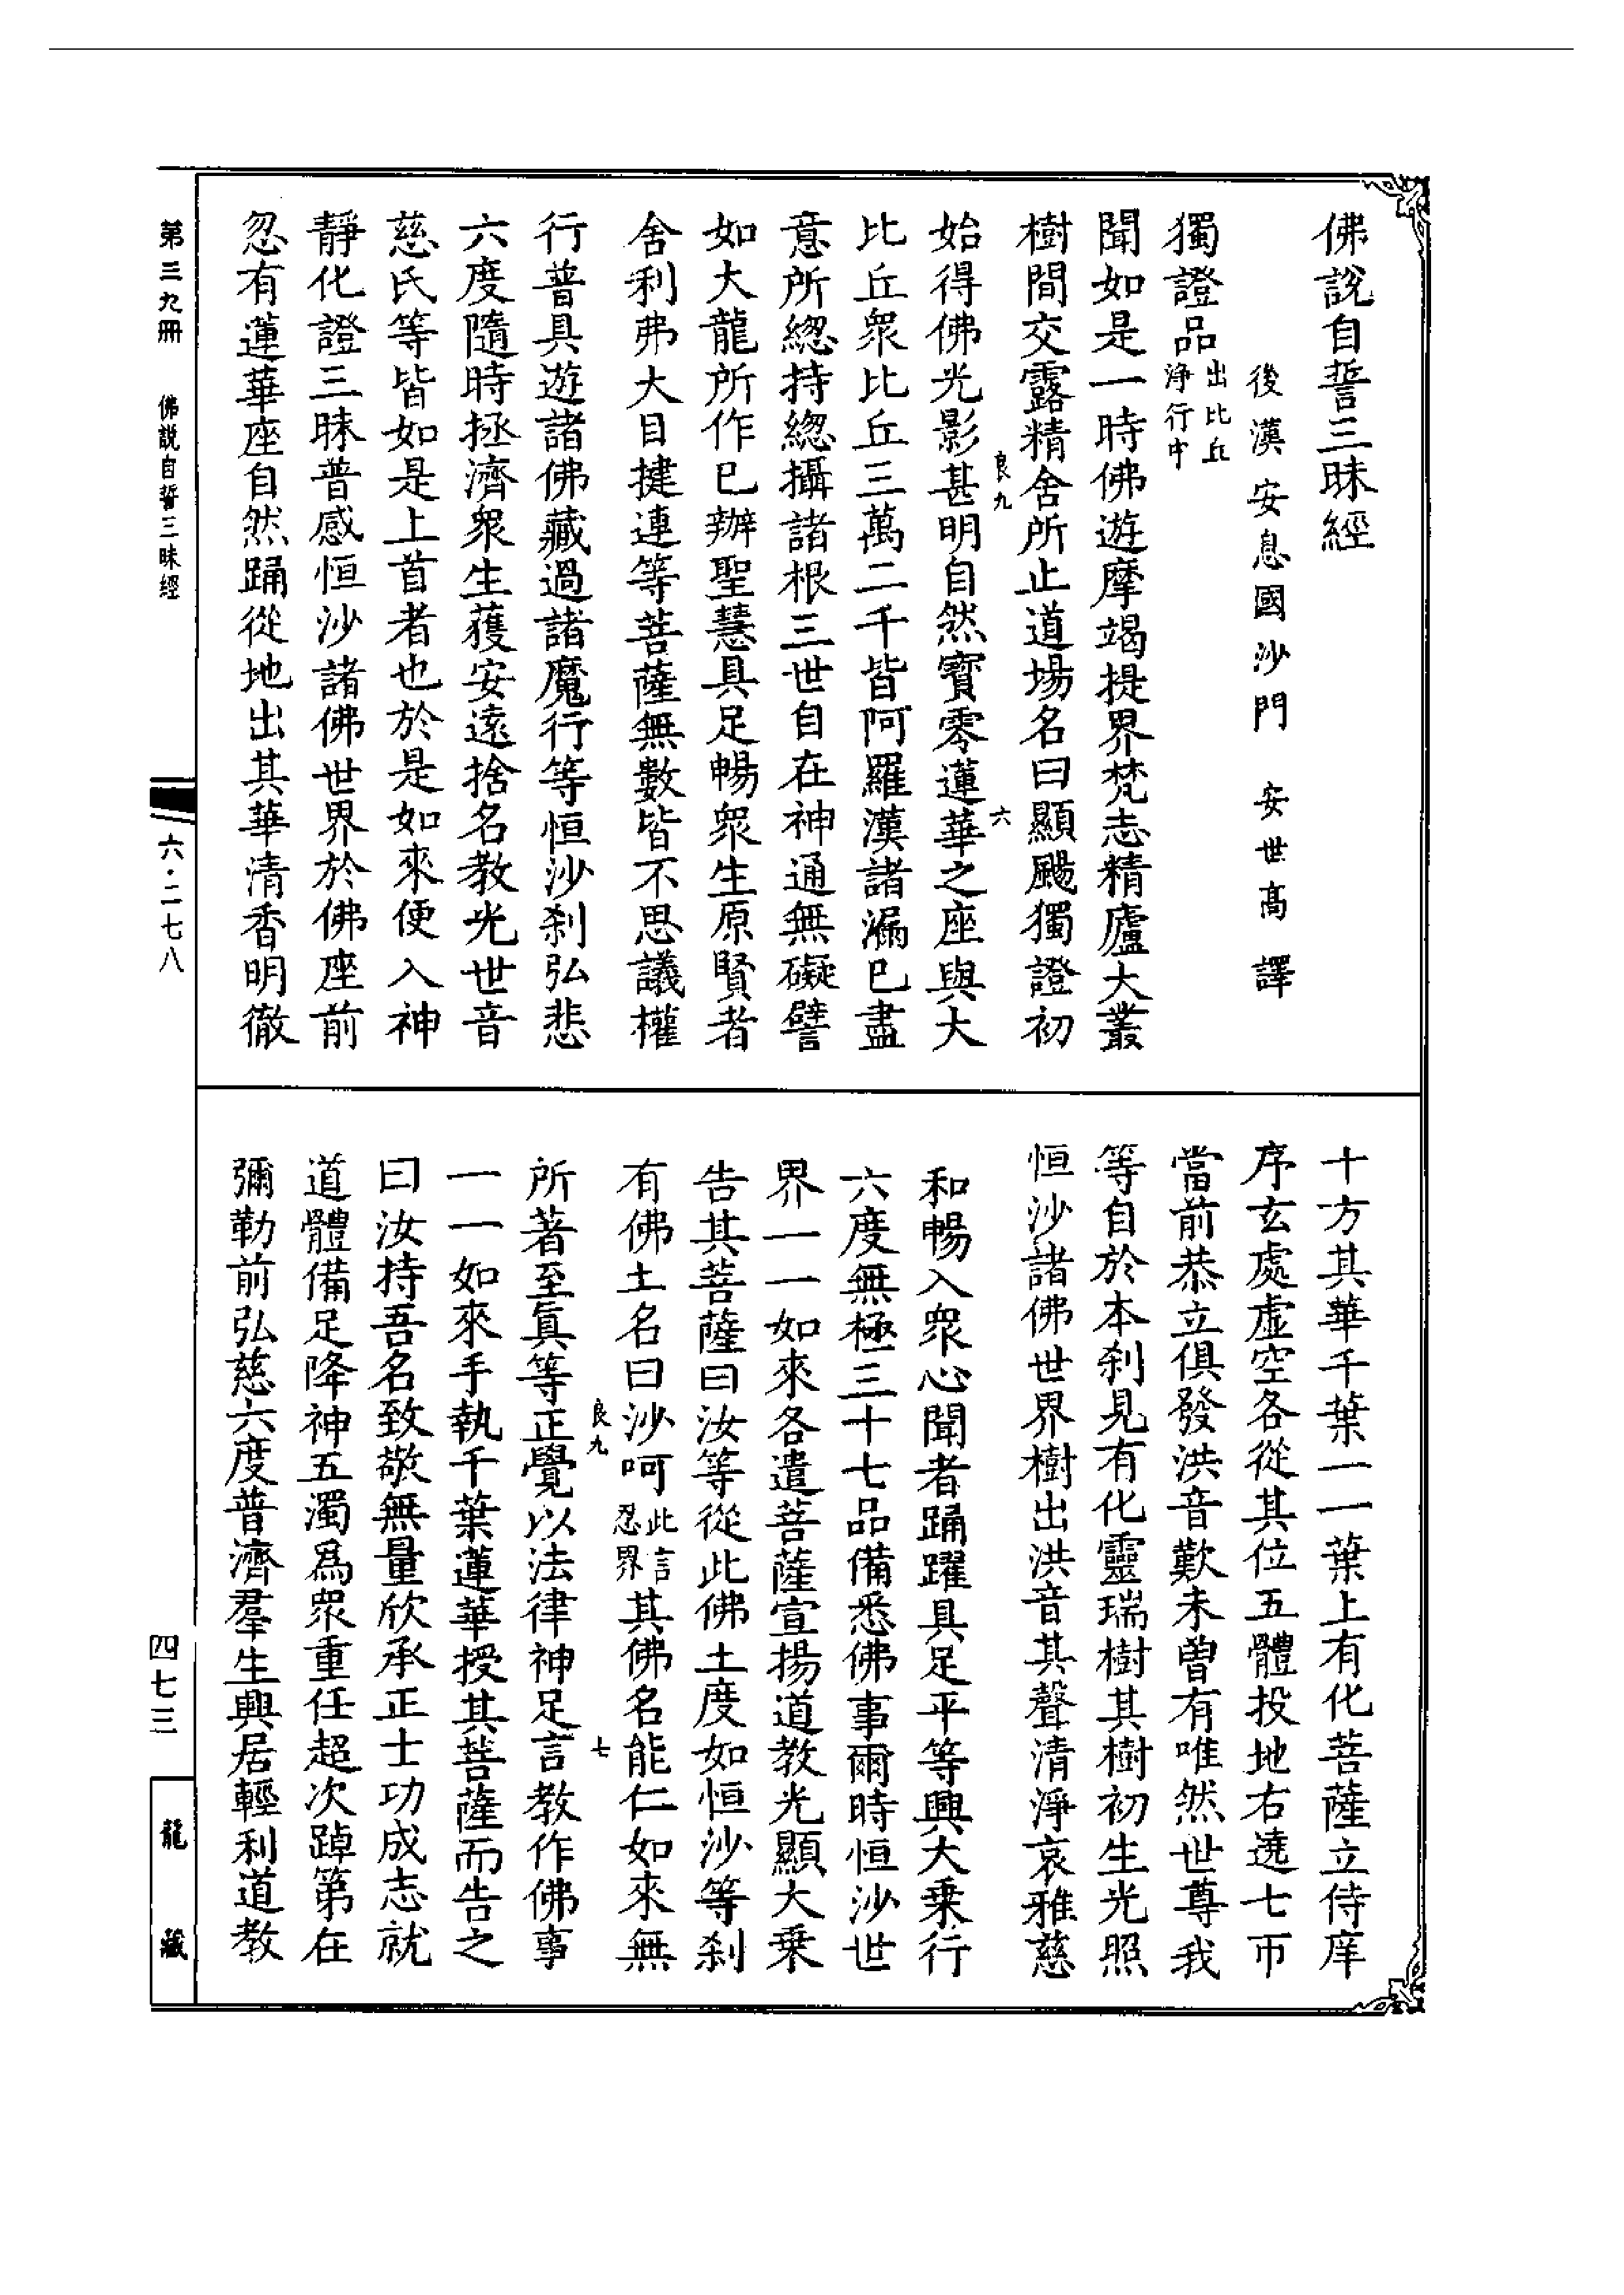 佛說自誓三昧經
後漢安息國沙門　安世高　譯
獨證品出比丘淨行中
聞如是一時佛遊摩竭提界梵志精廬大叢
樹間交露精舍所止道場名曰顯颺獨證初
良九　六
始得佛光影甚明自然寶零蓮華之座與大
比丘眾比丘三萬二千皆阿羅漢諸漏已盡
意所總持總攝諸根三世自在神通無礙譬
如大龍所作已辦聖慧具足暢眾生原賢者
舍利弗大目揵連等菩薩無數皆不思議權
行普具遊諸佛藏過諸魔行等恒沙剎弘悲
六度隨時拯濟眾生獲安遠捨名教光世音
慈氏等皆如是上首者也於是如來便入神
靜化證三昧普感恒沙諸佛世界於佛座前
忽有蓮華座自然踊從地出其華清香明徹
十方其華千葉一一葉上有化菩薩立侍庠
序玄處虛空各從其位五體投地右遶七帀
當前恭立俱發洪音歎未曾有唯然世尊我
等自於本剎見有化靈瑞樹其樹初生光照
恒沙諸佛世界樹出洪音其聲清淨哀雅慈
和暢入眾心聞者踊躍具足平等興大乘行
六度無極三十七品備悉佛事爾時恒沙世
界一一如來各遣菩薩宣揚道教光顯大乘
告其菩薩曰汝等從此佛土度如恒沙等剎
有佛土名曰沙呵此言忍界其佛名能仁如來無
良九　七
所著至真等正覺以法律神足言教作佛事
一一如來手執千葉蓮華授其菩薩而告之
曰汝持吾名致敬無量欣承正士功成志就
道體備足降神五濁為眾重任超次踔第在
彌勒前弘慈六度普濟羣生興居輕利道教
第三九冊　佛說自誓三昧經
六·二七八
四七三
龍藏